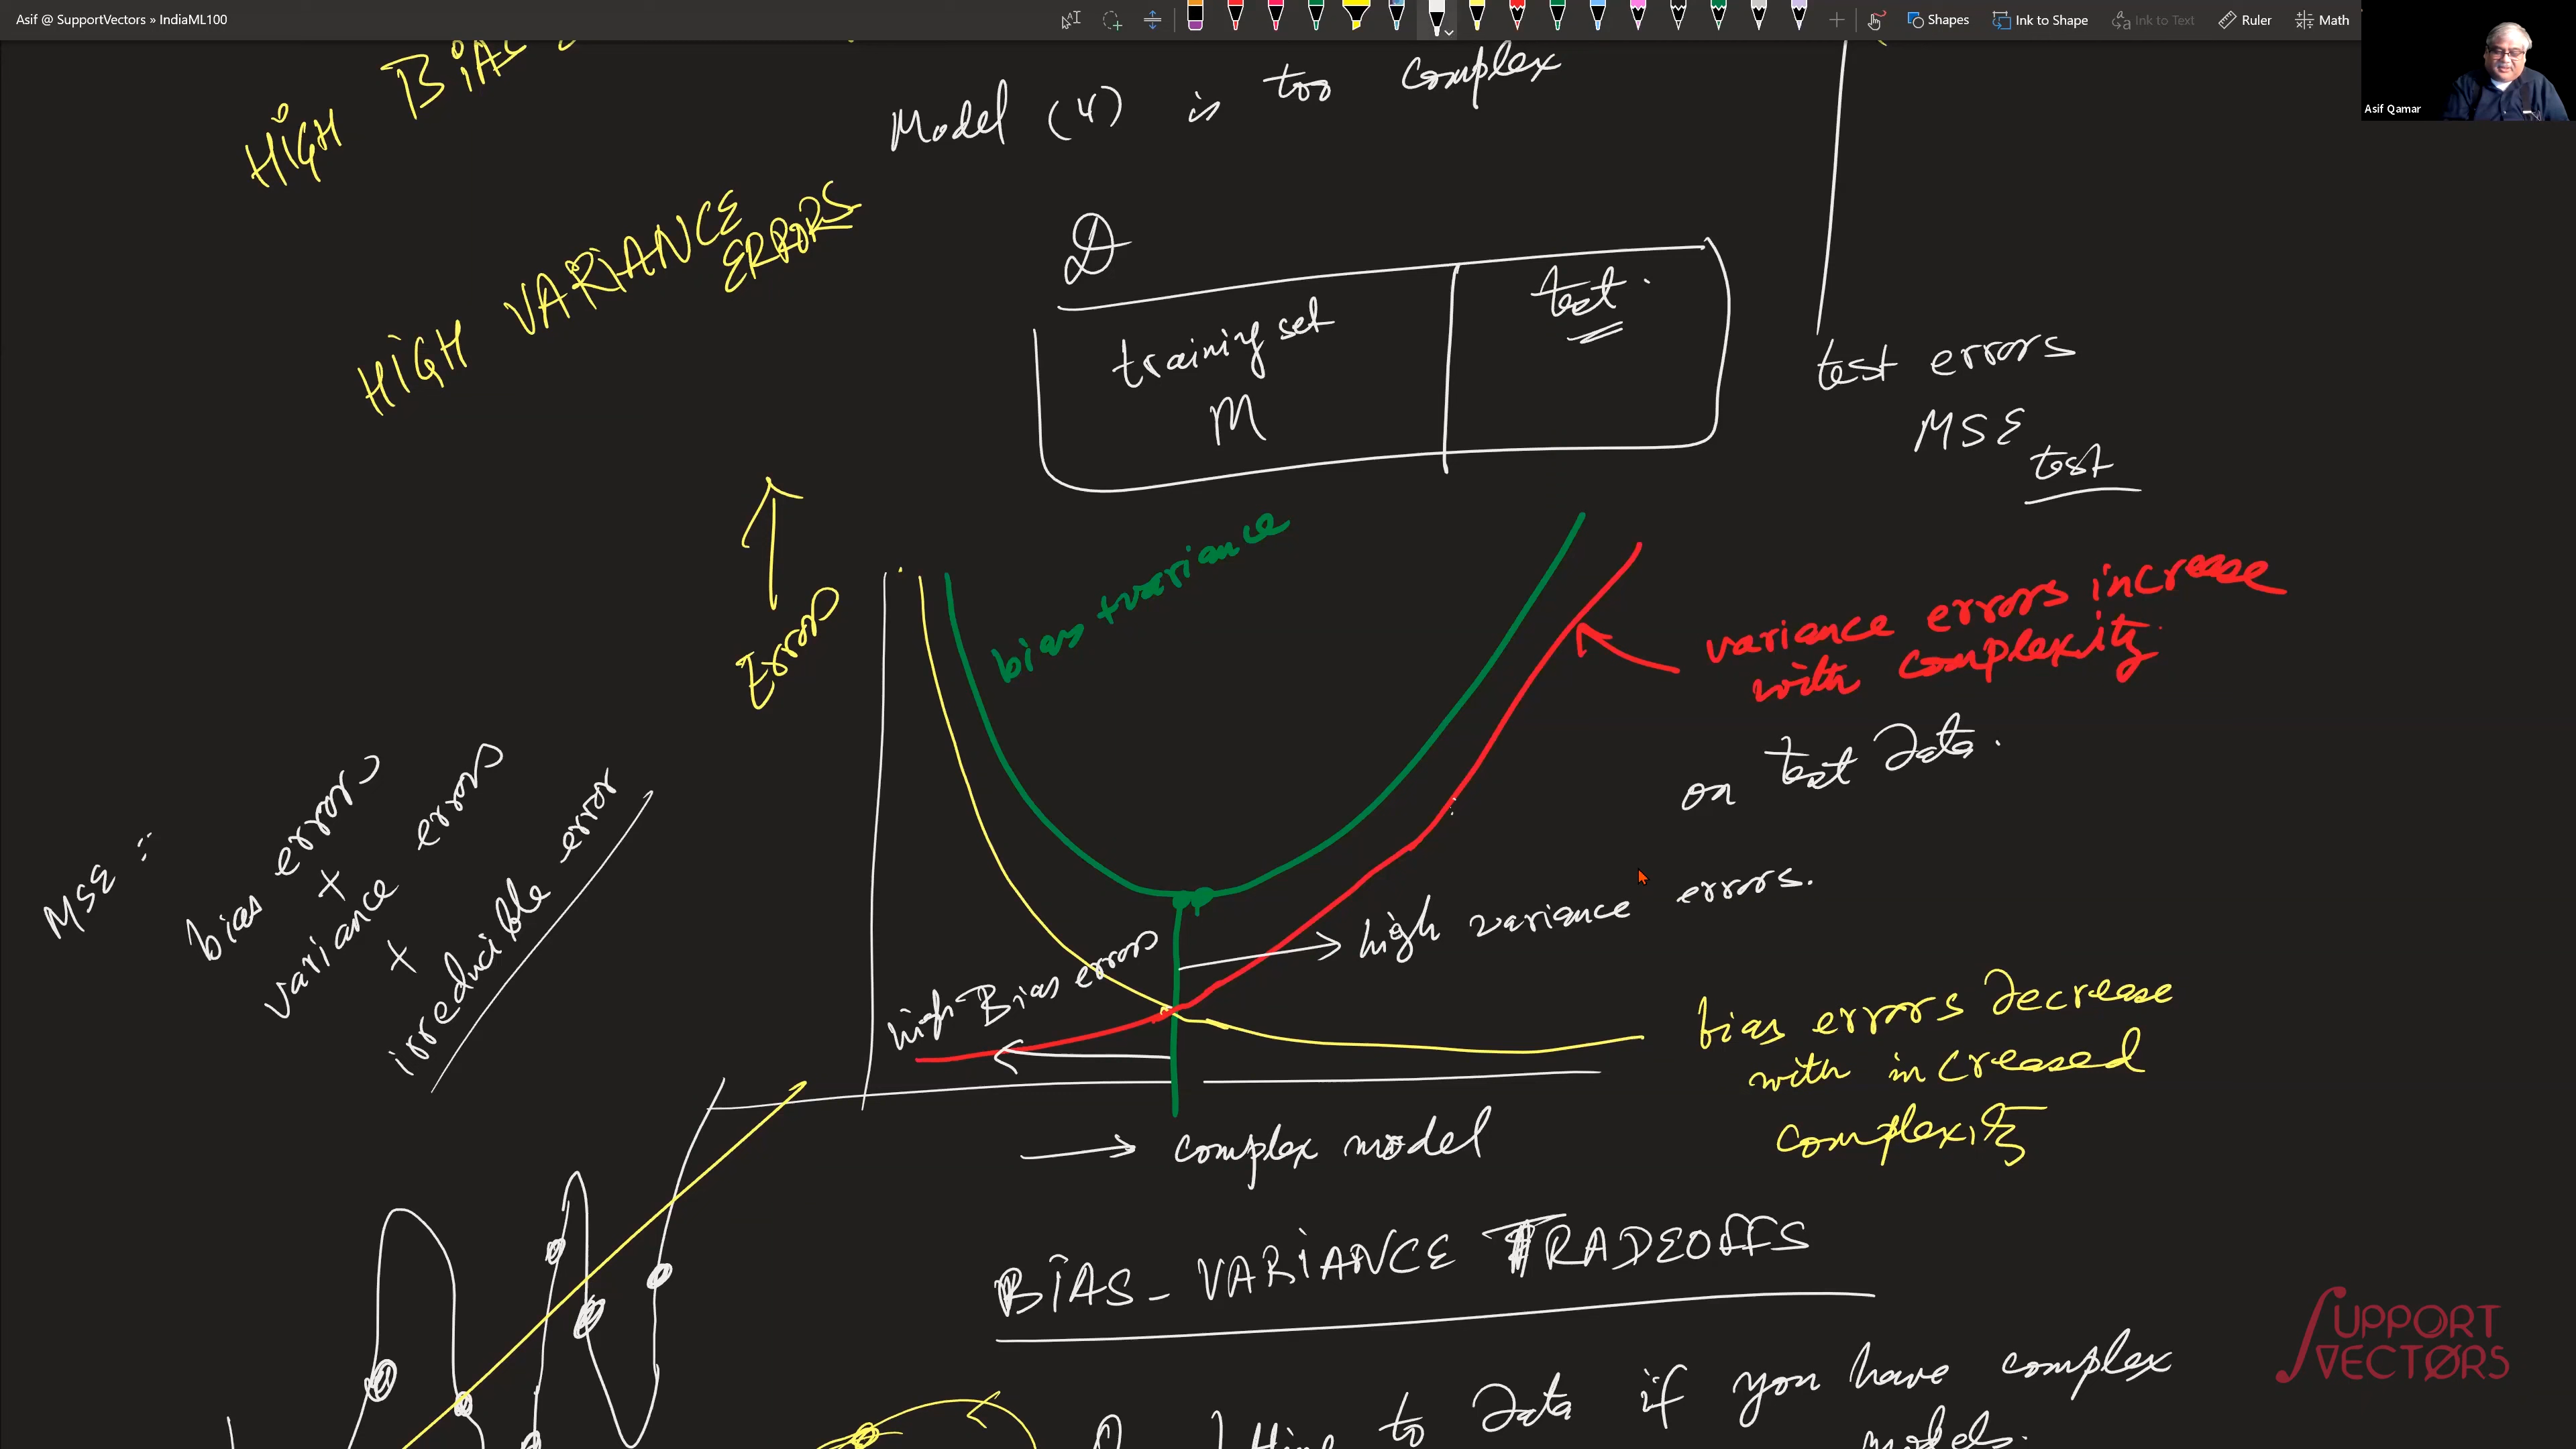 Asif @ SupportVectors » IndiaML100
Shapes
Ink to Shape
Ink to Text
Ruler
Math
Asif Qamar
HIGH BIAS
Model (4) is too complex
HIGH VARIANCE
ERRORS
D
training set
M
test.
test errors
MSE
test
Error
bias + variance
variance errors increase
with complexity.
on test data.
MSE :
bias errors
+
variance errors
+
irreducible error
high Bias errors
high variance errors.
bias errors decrease
with increased
complexity
complex model
BIAS - VARIANCE TRADEOFFS
to data if you have complex
models.
SUPPORT
VECTORS